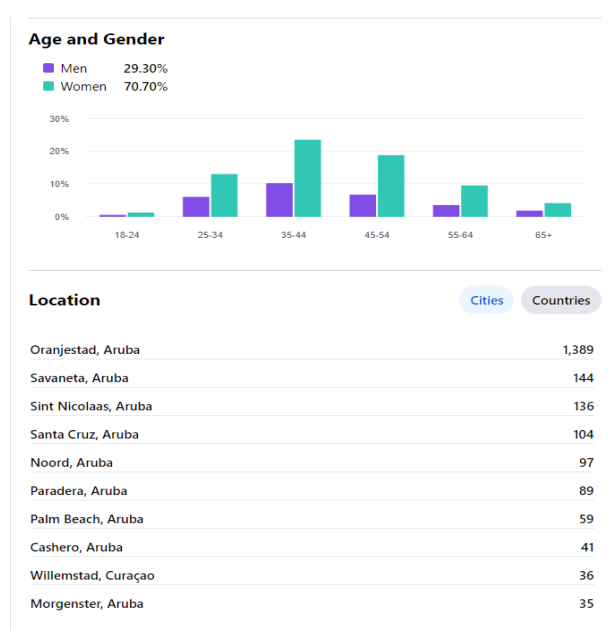 Age and Gender
Men 29.30%
Women 70.70%
30%
20%
10%
0%
18-24 25-34 35-44 45-54 55-64 65+
Location Cities Countries
Oranjestad, Aruba 1,389
Savaneta, Aruba 144
Sint Nicolaas, Aruba 136
Santa Cruz, Aruba 104
Noord, Aruba 97
Paradera, Aruba 89
Palm Beach, Aruba 59
Cashero, Aruba 41
Willemstad, Curaçao 36
Morgenster, Aruba 35